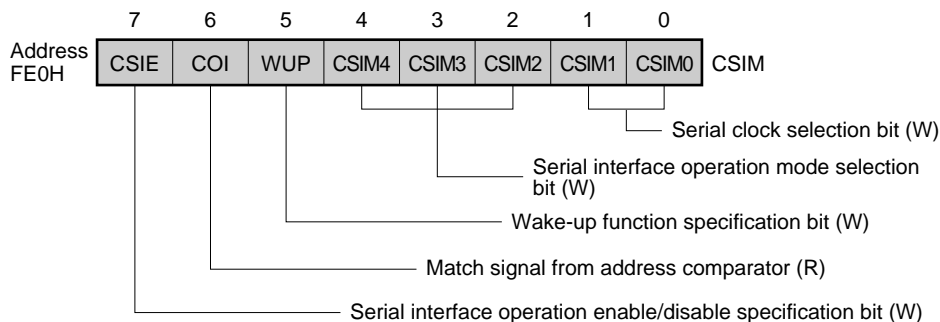 7 6 5 4 3 2 1 0
Address
FE0H
CSIE COI WUP CSIM4 CSIM3 CSIM2 CSIM1 CSIM0 CSIM
Serial clock selection bit (W)
Serial interface operation mode selection
bit (W)
Wake-up function specification bit (W)
Match signal from address comparator (R)
Serial interface operation enable/disable specification bit (W)